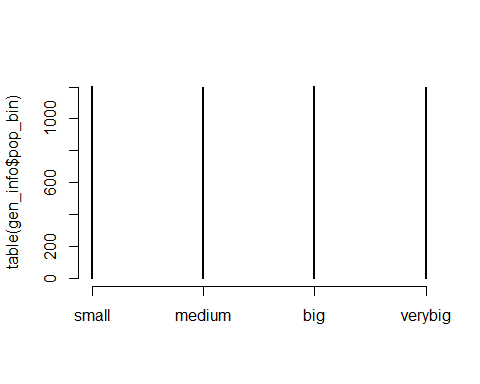 table(gen_info$pop_bin)
1000
600
200
0
small medium big verybig